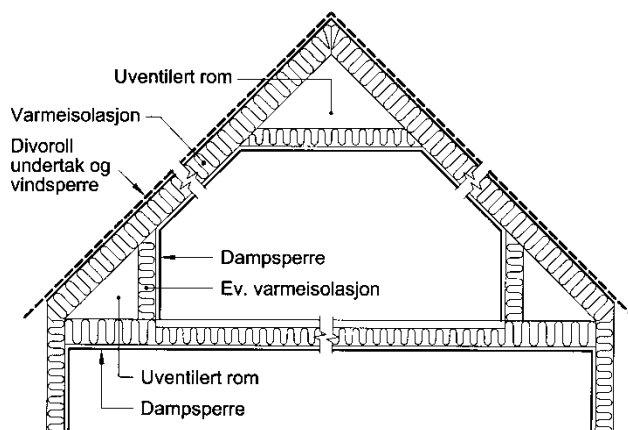 Uventilert rom
Varmeisolasjon
Divoroll
undertak og
vindsperre
Dampsperre
Ev. varmeisolasjon
Uventilert rom
Dampsperre